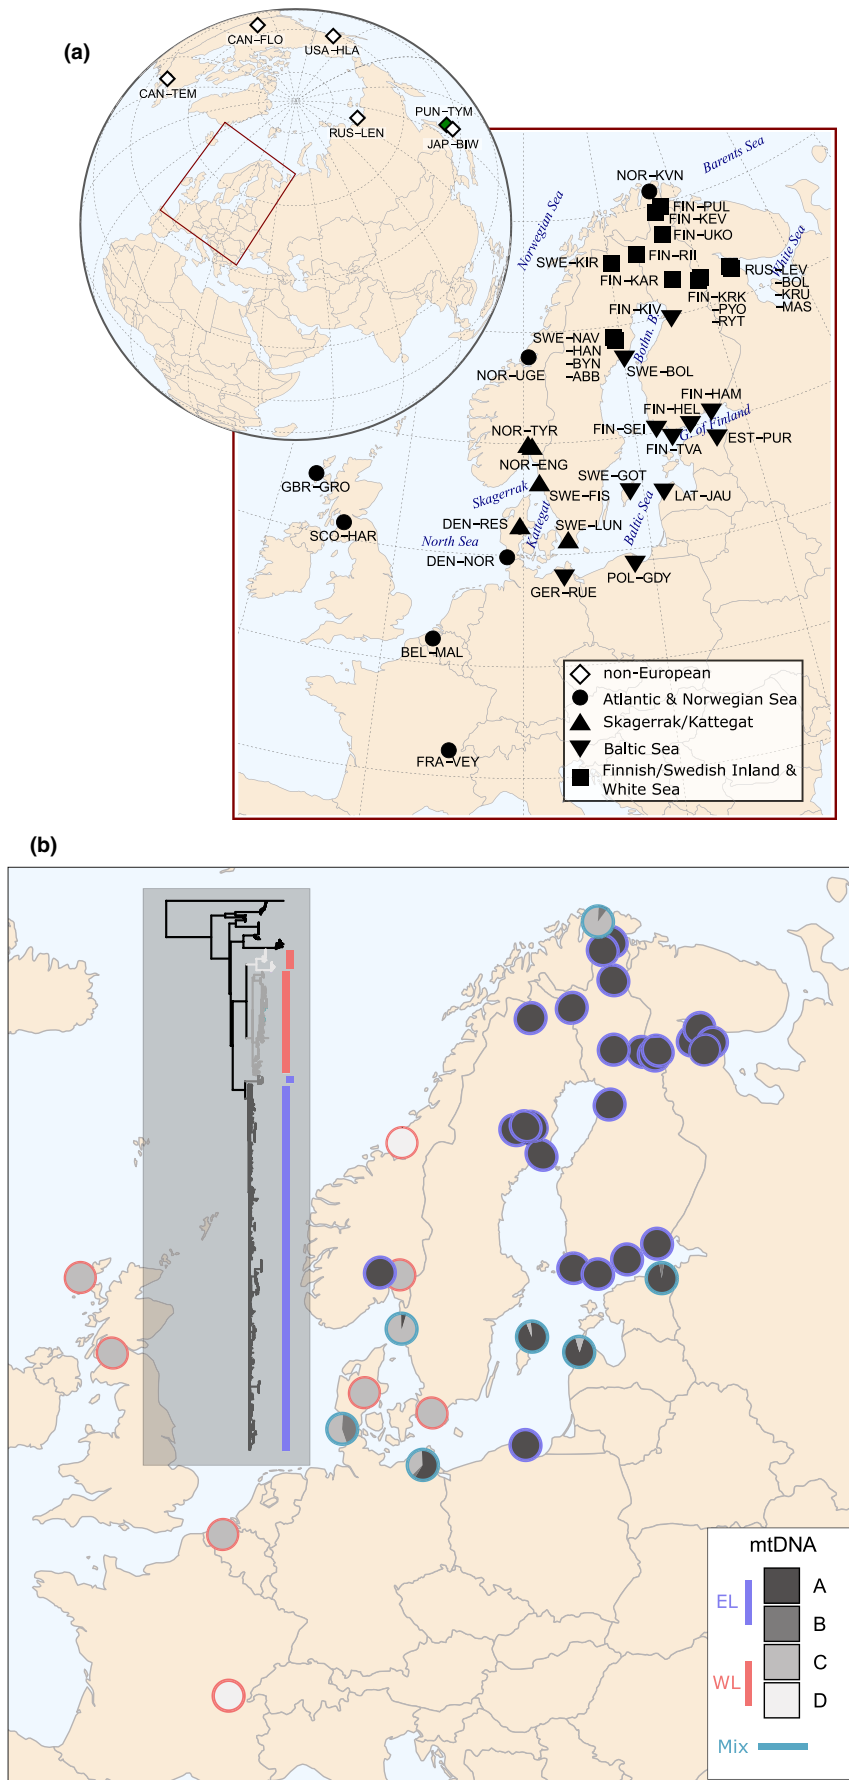 (a)
CAN–FLO
USA–HLA
CAN–TEM
PUN–TYM
RUS–LEN
JAP–BIW
Barents Sea
NOR–KVN
Norwegian Sea
FIN–PUL
FIN–KEV
FIN–UKO
White Sea
FIN–RII
SWE–KIR
RUS–LEV
FIN–KAR
BOL
FIN–KRK
KRU
FIN–KIV
PYO
MAS
RYT
Bothn. B.
SWE–NAV
HAN
BYN
ABB
NOR–UGE
SWE–BOL
FIN–HAM
FIN–HEL
G. of Finland
NOR–TYR
FIN–SEI
EST–PUR
FIN–TVA
NOR–ENG
SWE–GOT
GBR–GRO
Skagerrak
SWE–FIS
LAT–JAU
Kattegat
Baltic Sea
DEN–RES
SWE–LUN
SCO–HAR
North Sea
DEN–NOR
POL–GDY
GER–RUE
BEL–MAL
FRA–VEY
non-European
Atlantic & Norwegian Sea
Skagerrak/Kattegat
Baltic Sea
Finnish/Swedish Inland &
White Sea
(b)
mtDNA
EL
A
B
WL
C
D
Mix